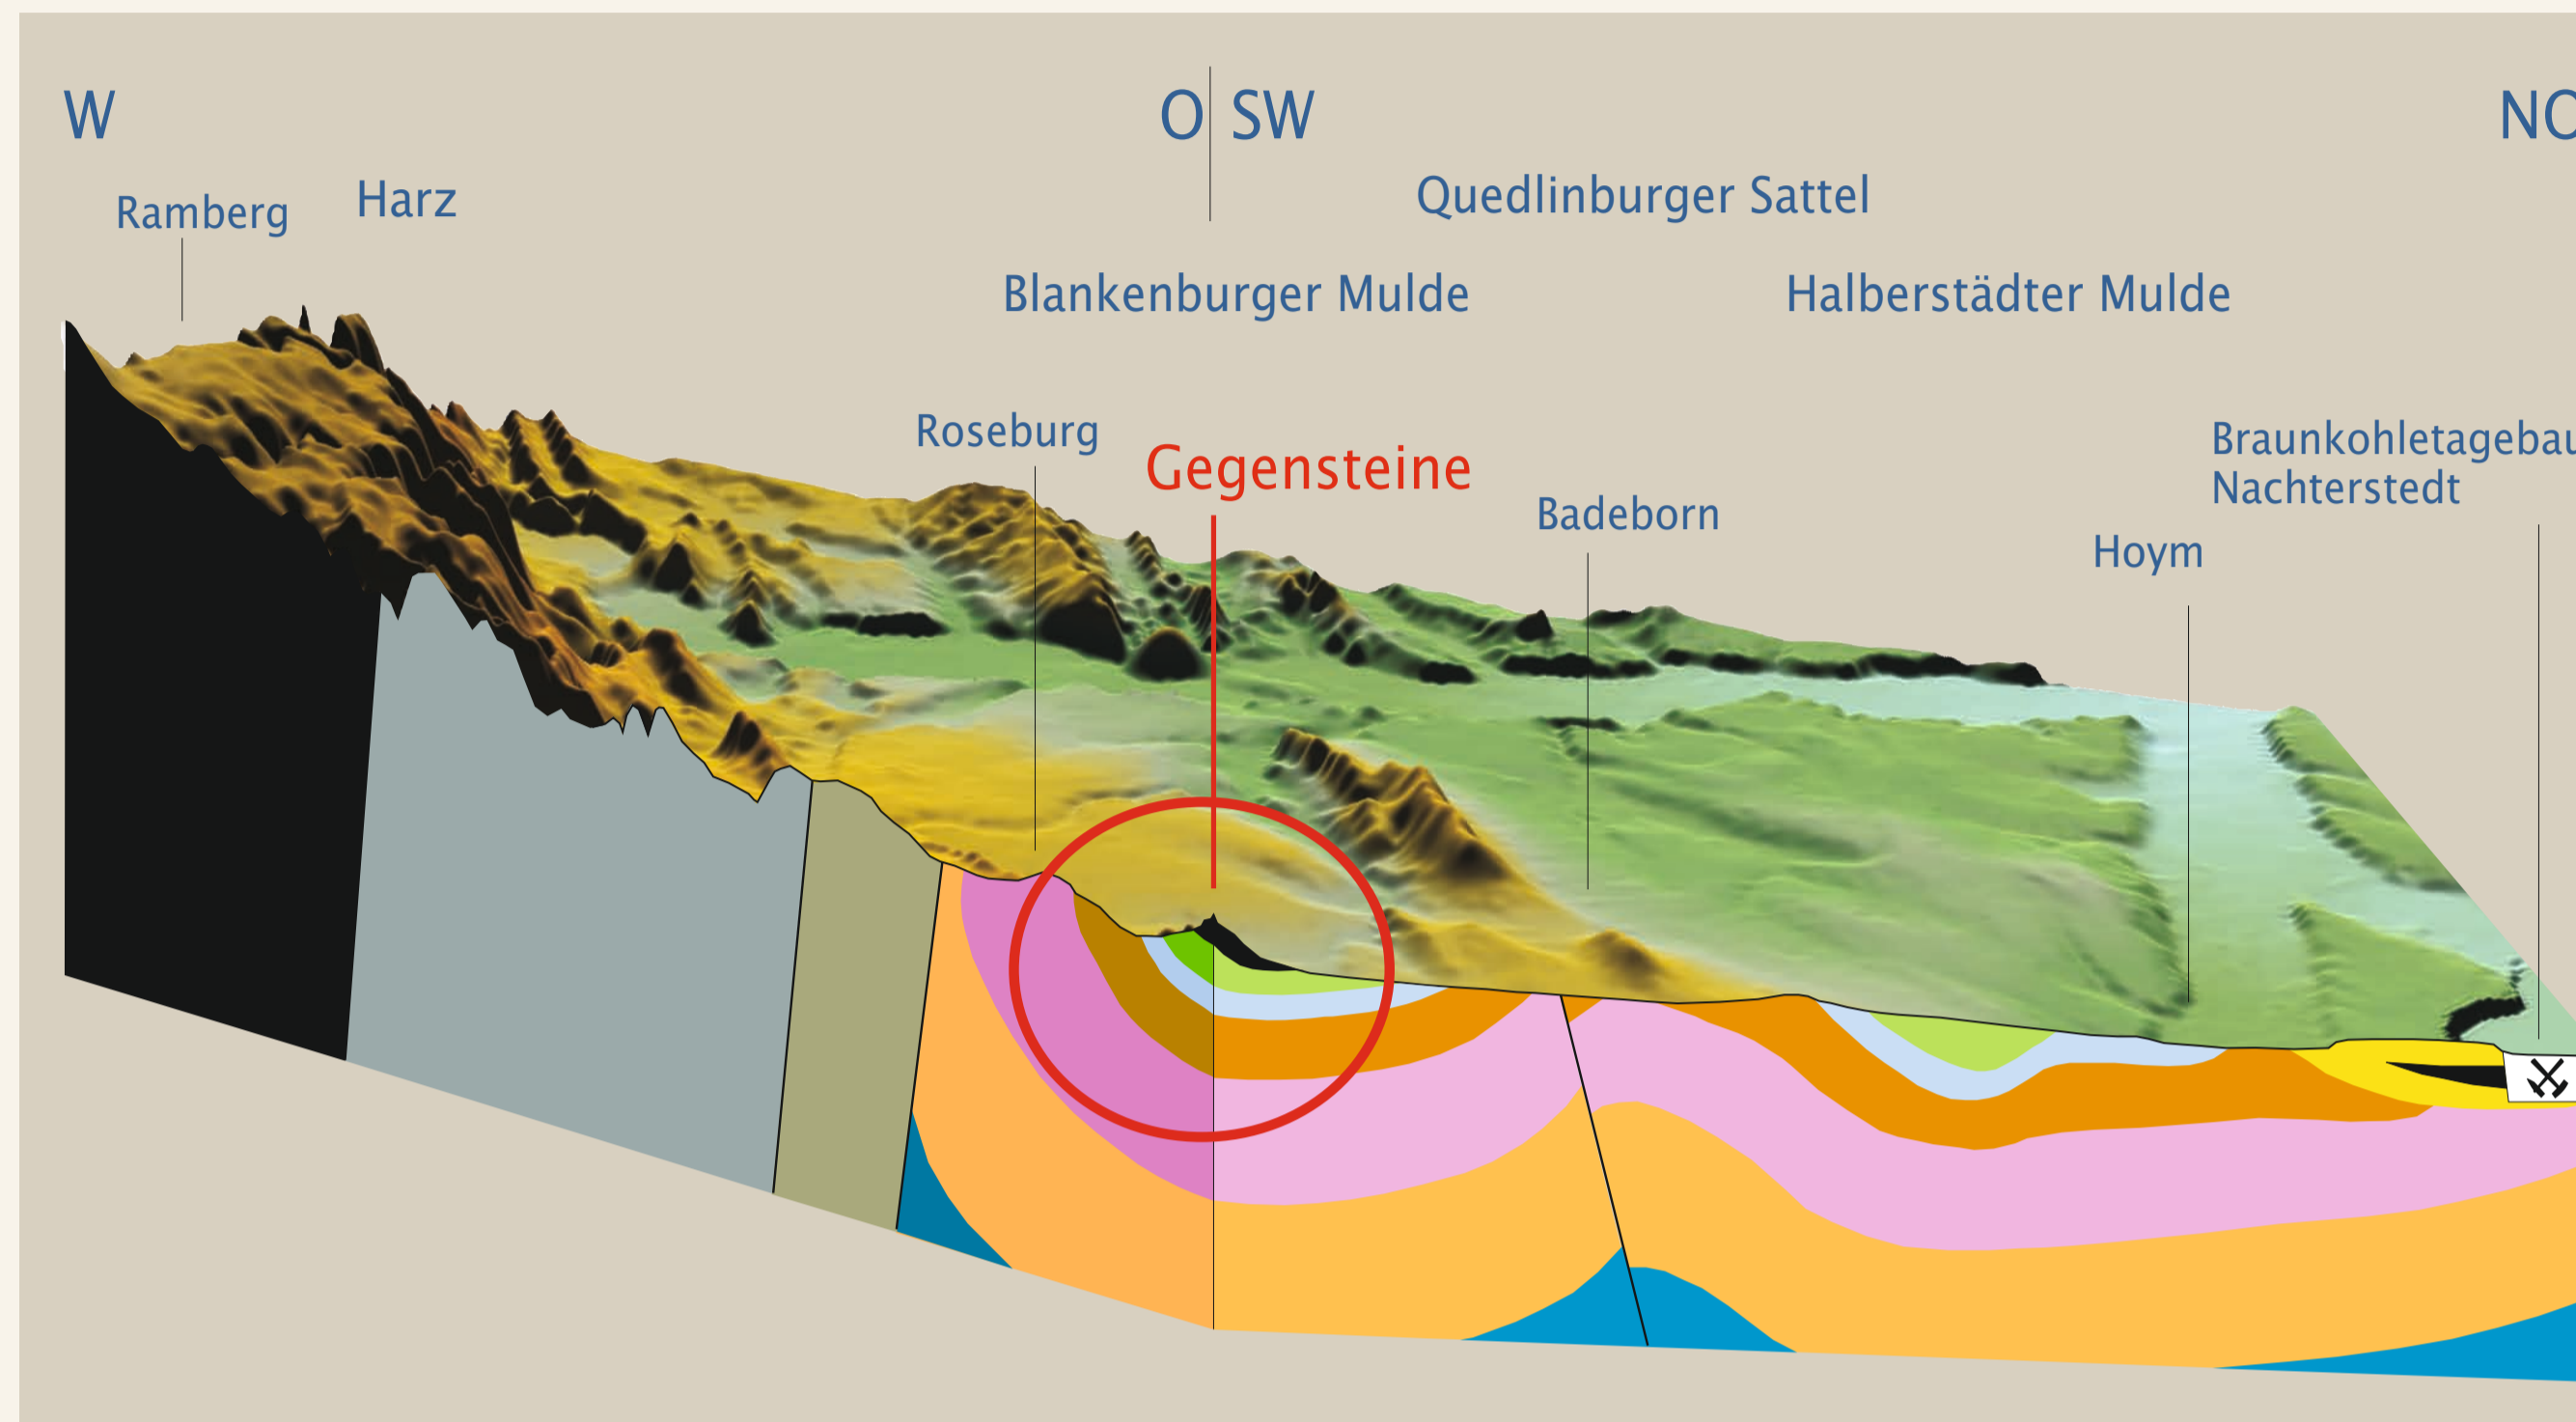 W
O
SW
NO
Ramberg
Harz
Quedlinburger Sattel
Blankenburger Mulde
Halberstädter Mulde
Roseburg
Gegensteine
Badeborn
Hoym
Braunkohletagebau
Nachterstedt